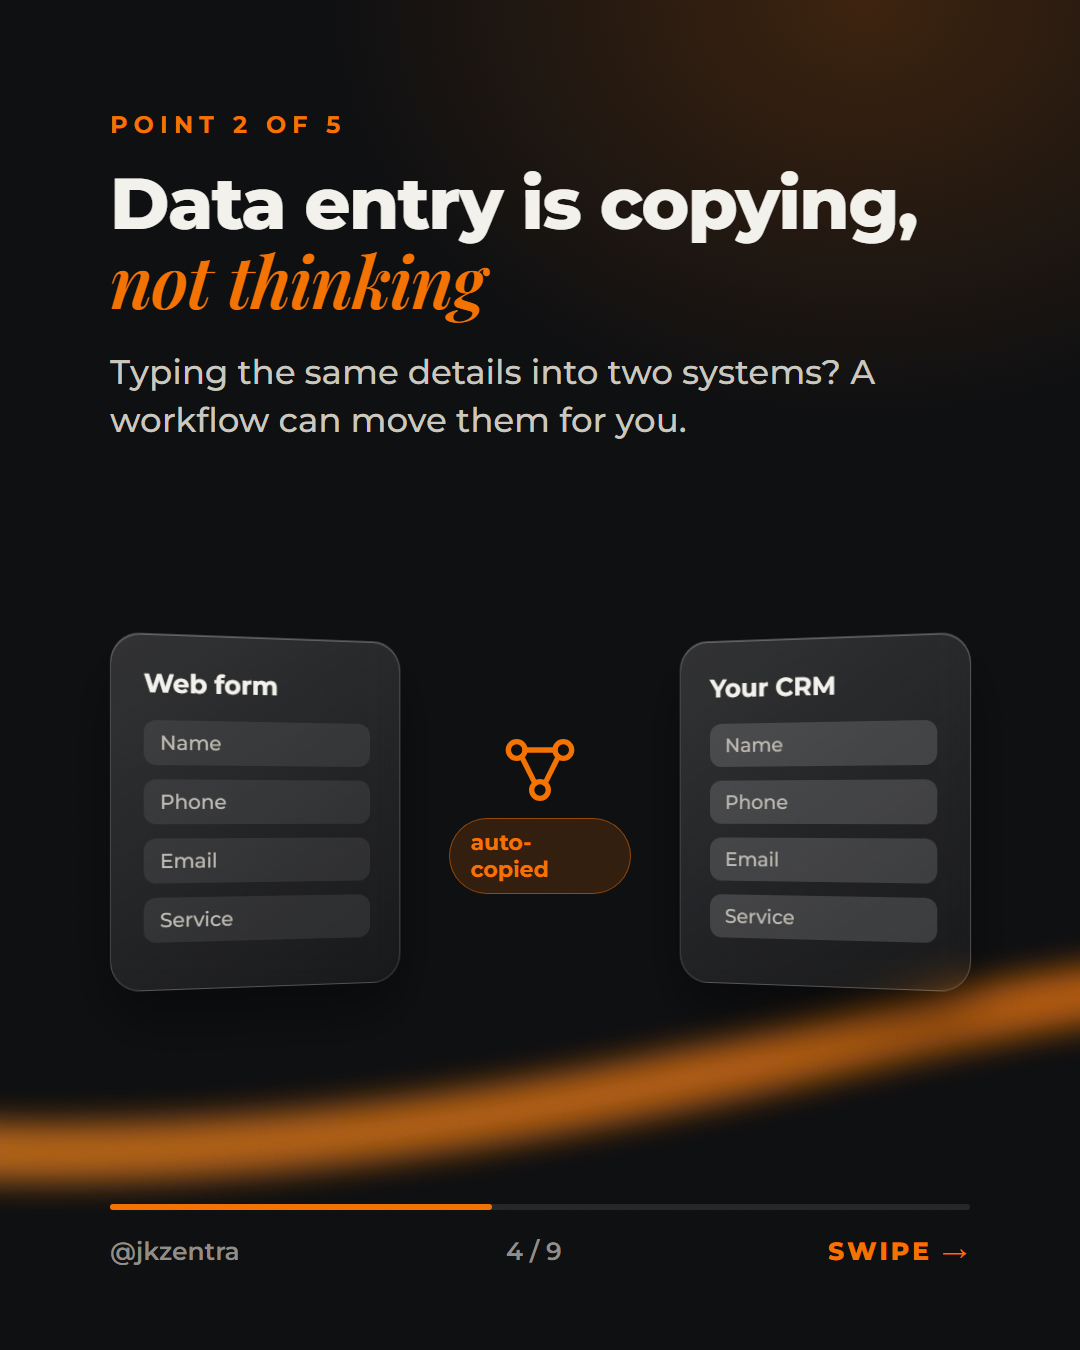 POINT 2 OF 5
Data entry is copying,
not thinking
Typing the same details into two systems? A
workflow can move them for you.
Web form
Name
Phone
Email
Service
auto-
copied
Your CRM
Name
Phone
Email
Service
@jkzentra
4 / 9
SWIPE →